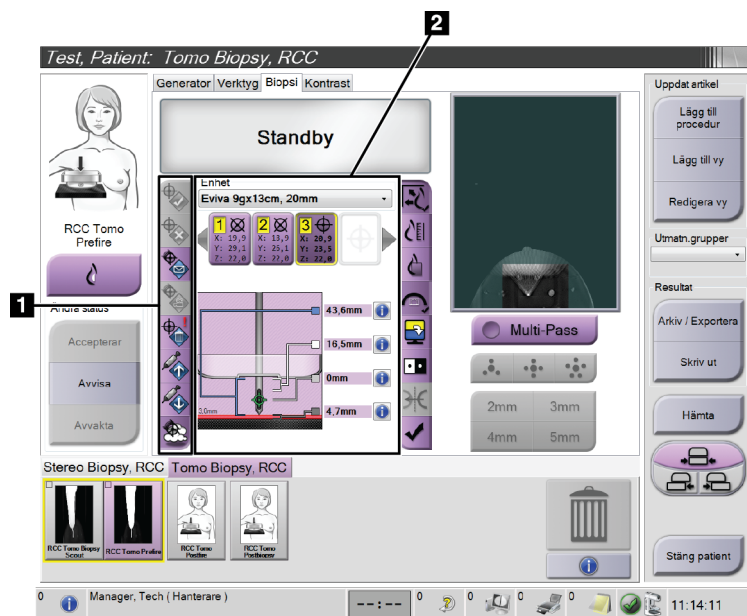 2
Test, Patient: Tomo Biopsy, RCC
Generator Verktyg Biopsi Kontrast
Uppdat artikel
Lägg till
procedur
Lägg till vy
Redigera vy
Utmatn.grupper
Resultat
Arkiv / Exportera
Skriv ut
Hämta
Stäng patient
Standby
RCC Tomo
Prefire
Ändra status
Accepterar
Avvisa
Avvakta
1
Enhet
Eviva 9gx13cm, 20mm
1
X: 19,9
Y: 29,1
Z: 22,0
2
X: 13,9
Y: 25,1
Z: 22,0
3
X: 20,9
Y: 23,5
Z: 22,0
43,6mm
16,5mm
0mm
4,7mm
3,0mm
Multi-Pass
2mm 3mm
4mm 5mm
Stereo Biopsy, RCC Tomo Biopsy, RCC
RCC Tomo Biopsy
Scout
RCC Tomo Prefire
RCC Tomo
Postfire
RCC Tomo
Postbiopsy
0 Manager, Tech ( Hanterare ) --:-- 0 0 0 0 11:14:11